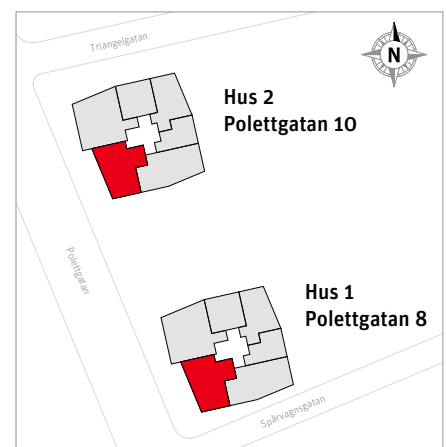 Triangelgatan
N
Hus 2
Polettgatan 10
Polettgatan
Hus 1
Polettgatan 8
Spårvagnsgatan